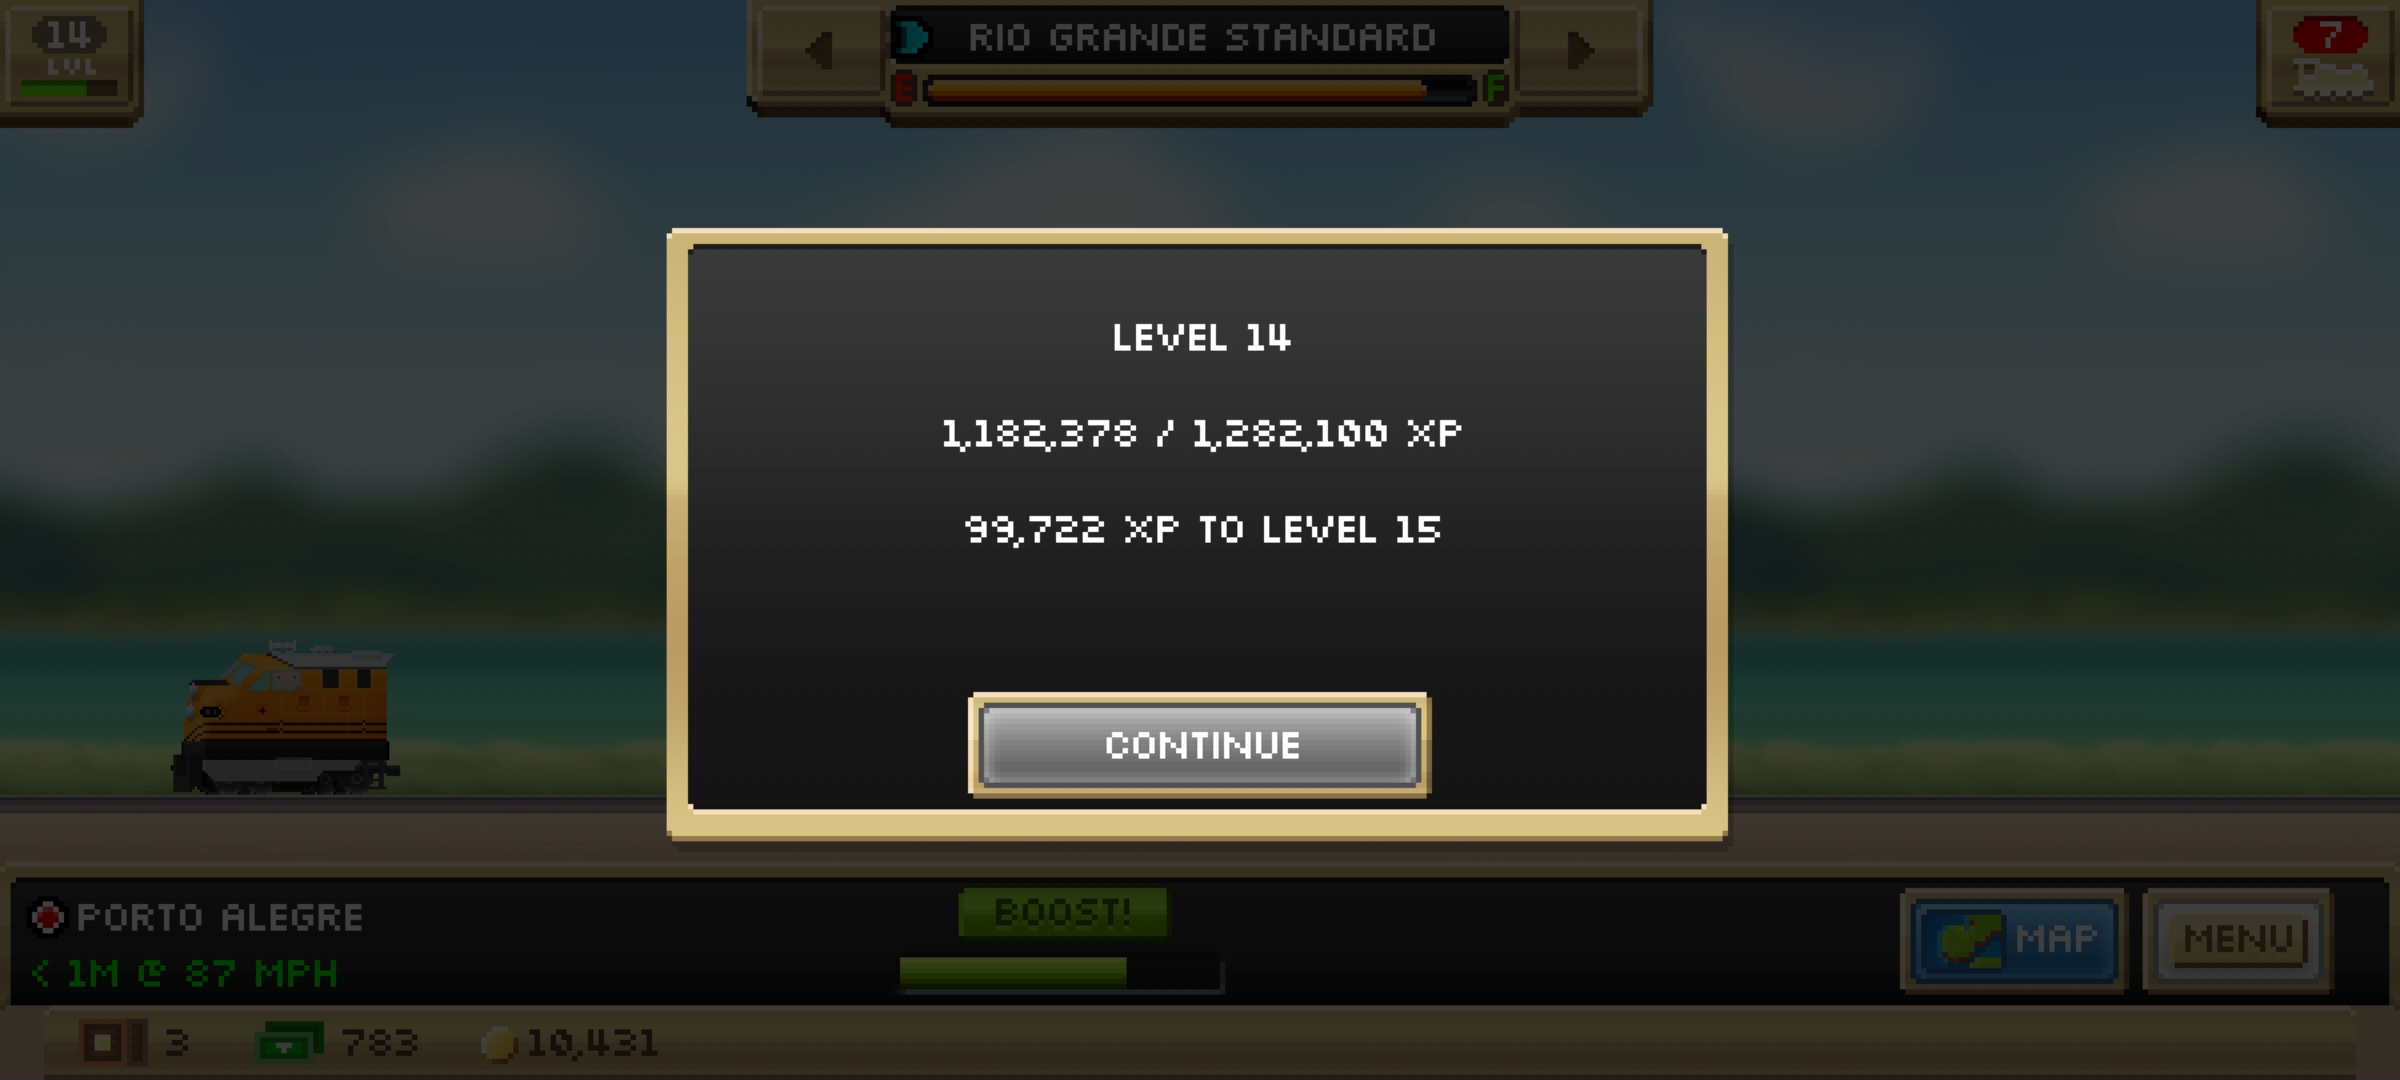 14
LVL
RIO GRANDE STANDARD
E F
7
LEVEL 14
1,182,378 / 1,282,100 XP
99,722 XP TO LEVEL 15
CONTINUE
PORTO ALEGRE
< 1M @ 87 MPH
BOOST!
MAP
MENU
3 783 10,431